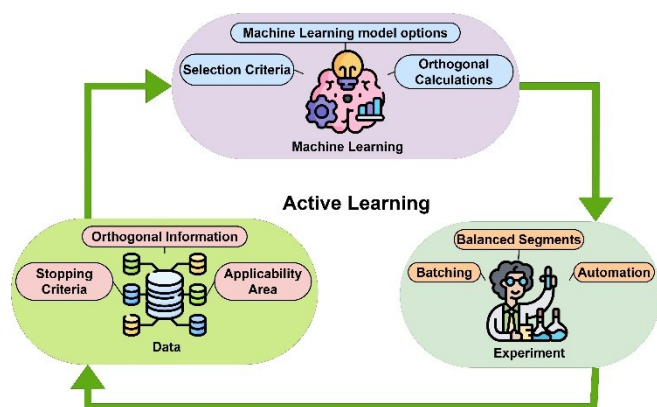 Machine Learning model options
Selection Criteria
Orthogonal
Calculations
Machine Learning
Active Learning
Orthogonal Information
Stopping
Criteria
Applicability
Area
Data
Balanced Segments
Batching
Automation
Experiment